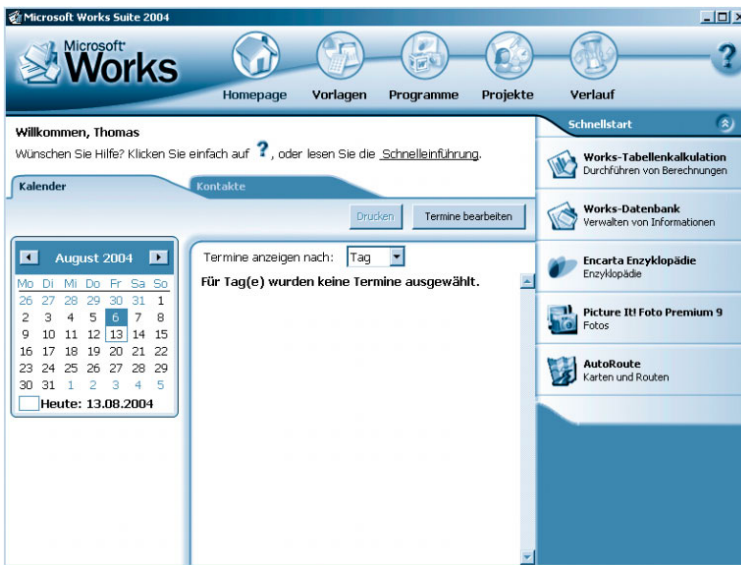 Microsoft Works Suite 2004
Microsoft
Works
Homepage Vorlagen Programme Projekte Verlauf
?
Willkommen, Thomas
Wünschen Sie Hilfe? Klicken Sie einfach auf ?, oder lesen Sie die Schnelleinführung.
Kalender
Kontakte
Drucken Termine bearbeiten
August 2004
Mo Di Mi Do Fr Sa So
26 27 28 29 30 31 1
2 3 4 5 6 7 8
9 10 11 12 13 14 15
16 17 18 19 20 21 22
23 24 25 26 27 28 29
30 31 1 2 3 4 5
Heute: 13.08.2004
Termine anzeigen nach: Tag
Für Tag(e) wurden keine Termine ausgewählt.
Schnellstart
Works-Tabellenkalkulation
Durchführen von Berechnungen
Works-Datenbank
Verwalten von Informationen
Encarta Enzyklopädie
Enzyklopädie
Picture It! Foto Premium 9
Fotos
AutoRoute
Karten und Routen